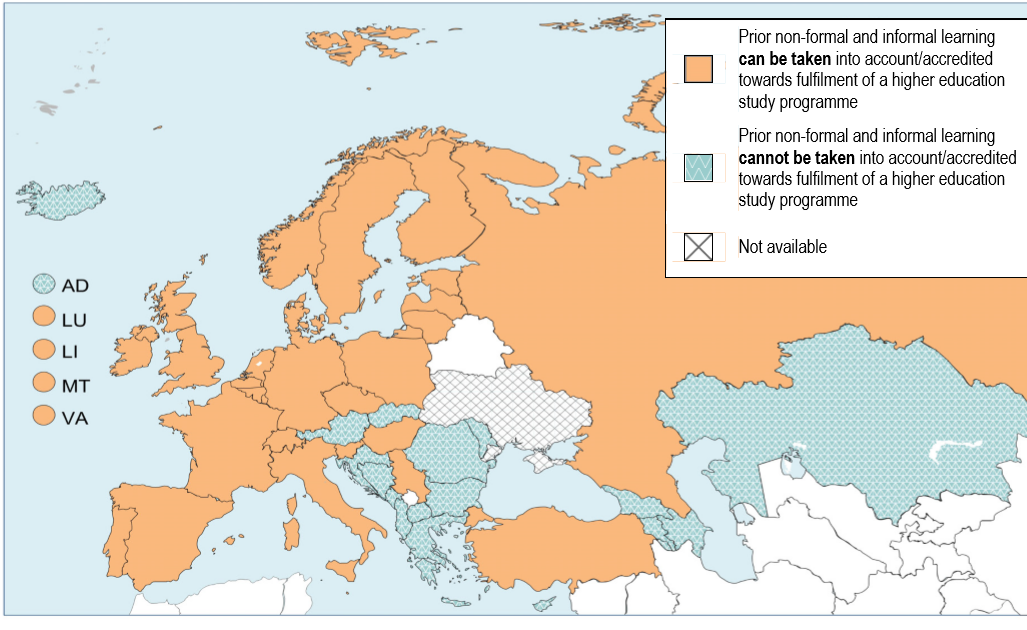 Prior non-formal and informal learning
can be taken into account/accredited
towards fulfilment of a higher education
study programme
Prior non-formal and informal learning
cannot be taken into account/accredited
towards fulfilment of a higher education
study programme
Not available
AD
LU
LI
MT
VA